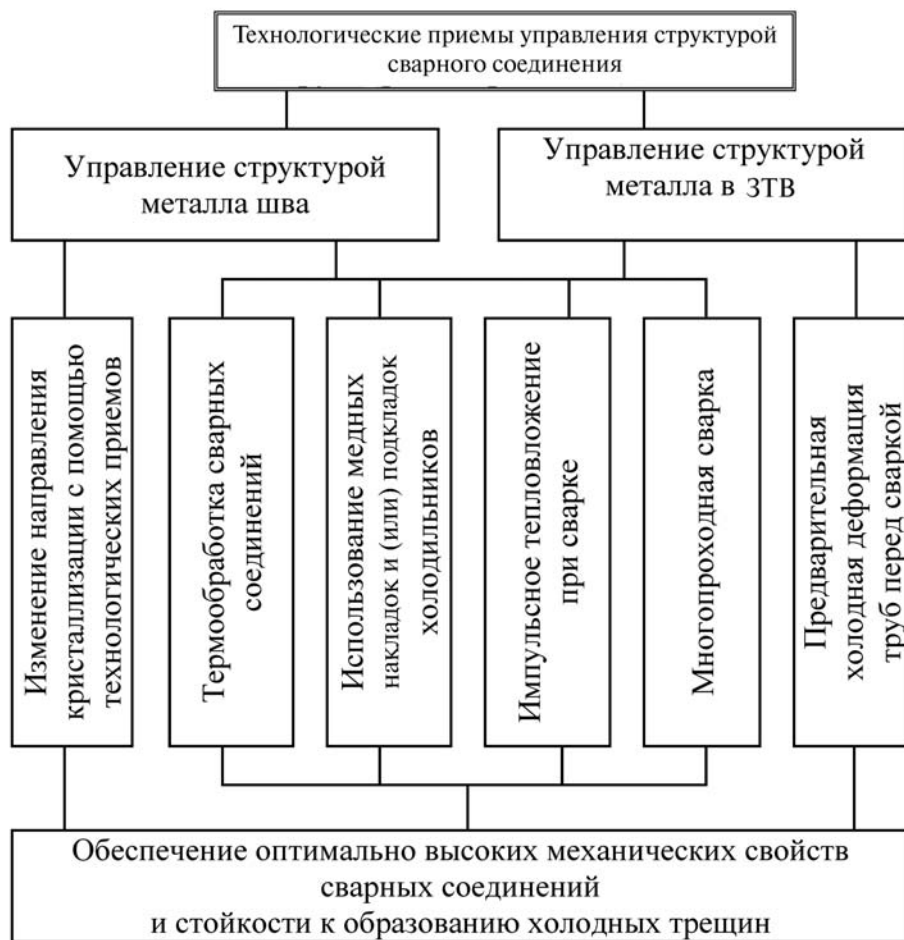 Технологические приемы управления структурой
сварного соединения
Управление структурой
металла шва
Управление структурой
металла в ЗТВ
Изменение направления
кристаллизации с помощью
технологических приемов
Термообработка сварных
соединений
Использование медных
накладок и (или) подкладок
холодильников
Импульсное тепловложение
при сварке
Многопроходная сварка
Предварительная
холодная деформация
труб перед сваркой
Обеспечение оптимально высоких механических свойств
сварных соединений
и стойкости к образованию холодных трещин